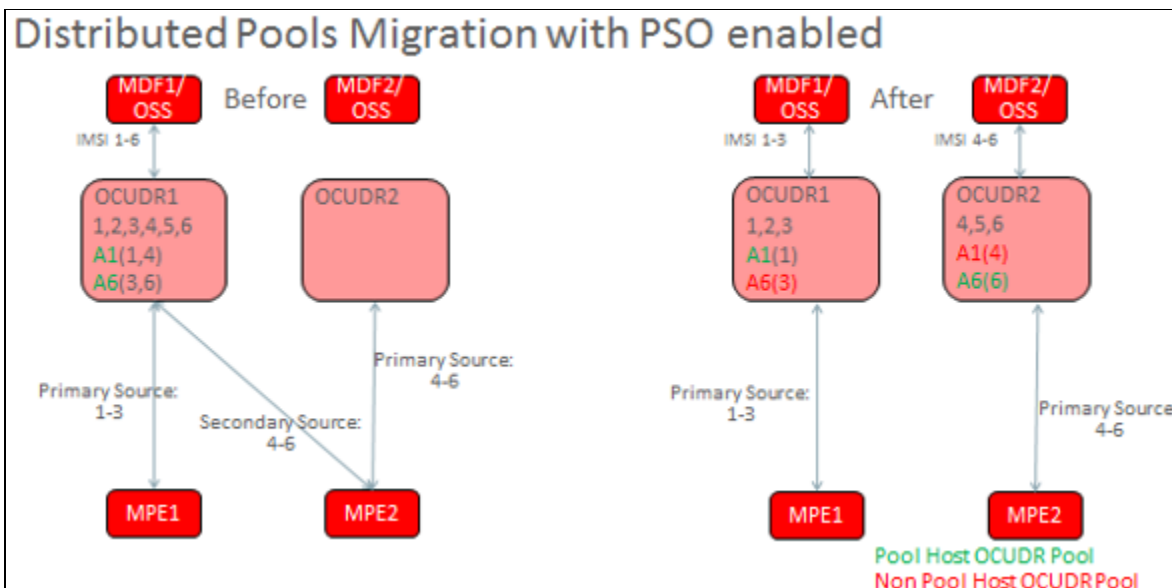 Distributed Pools Migration with PSO enabled
MDF1/
OSS
Before
MDF2/
OSS
IMSI 1-6
OCUDR1
1,2,3,4,5,6
A1(1,4)
A6(3,6)
OCUDR2
Primary Source:
1-3
Secondary Source:
4-6
Primary Source:
4-6
MPE1
MPE2
MDF1/
OSS
After
MDF2/
OSS
IMSI 1-3
IMSI 4-6
OCUDR1
1,2,3
A1(1)
A6(3)
OCUDR2
4,5,6
A1(4)
A6(6)
Primary Source:
1-3
Primary Source:
4-6
MPE1
MPE2
Pool Host OCUDR Pool
Non Pool Host OCUDR Pool